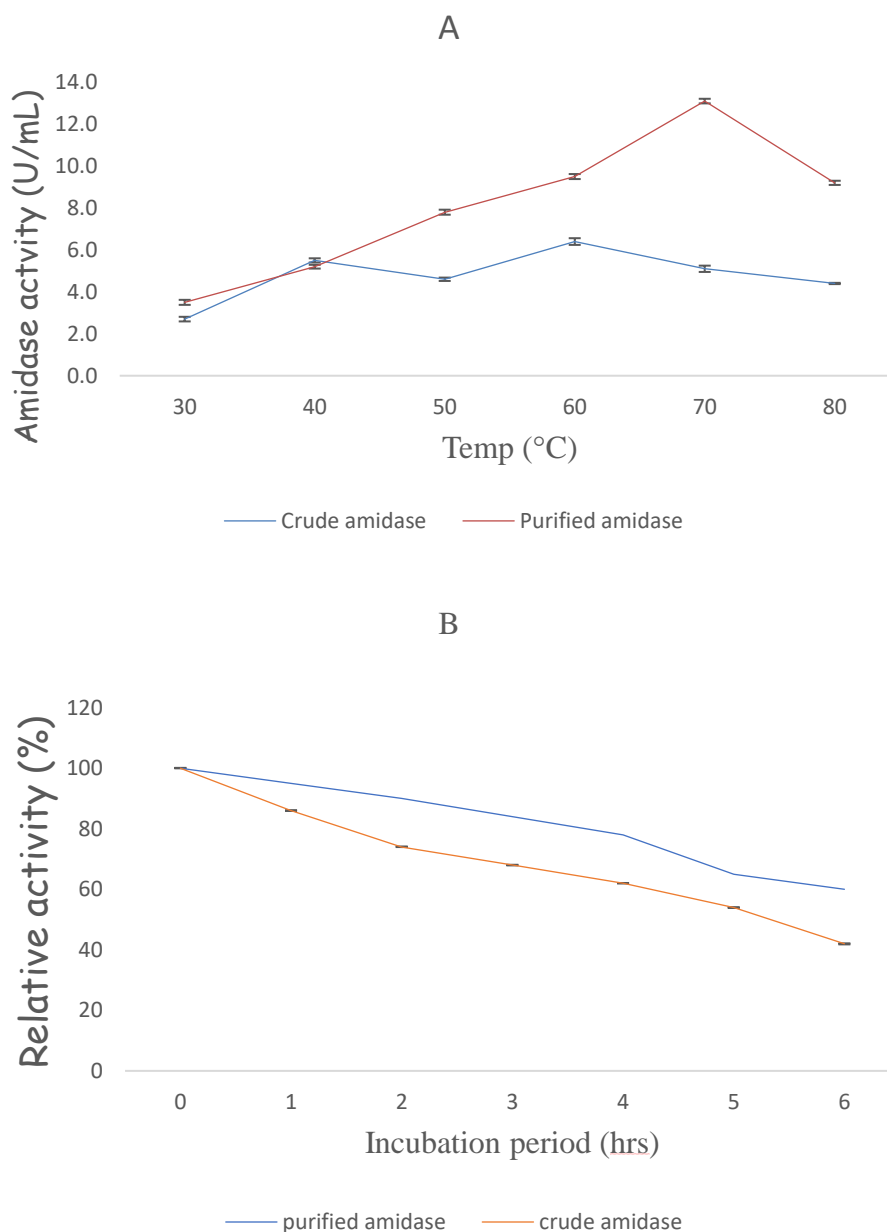 A
Amidase actvity (U/mL)
14.0
12.0
10.0
8.0
6.0
4.0
2.0
0.0
30 40 50 60 70 80
Temp (°C)
Crude amidase Purified amidase
B
Relative activity (%)
120
100
80
60
40
20
0
0 1 2 3 4 5 6
Incubation period (hrs)
purified amidase crude amidase